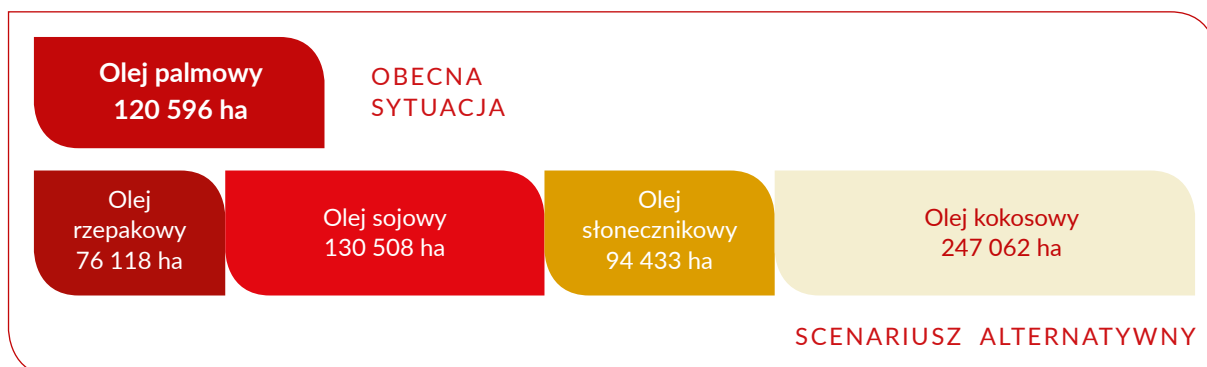 Olej palmowy
120 596 ha
OBECNA
SYTUACJA
Olej
rzepakowy
76 118 ha
Olej sojowy
130 508 ha
Olej
słonecznikowy
94 433 ha
Olej kokosowy
247 062 ha
SCENARIUSZ ALTERNATYWNY